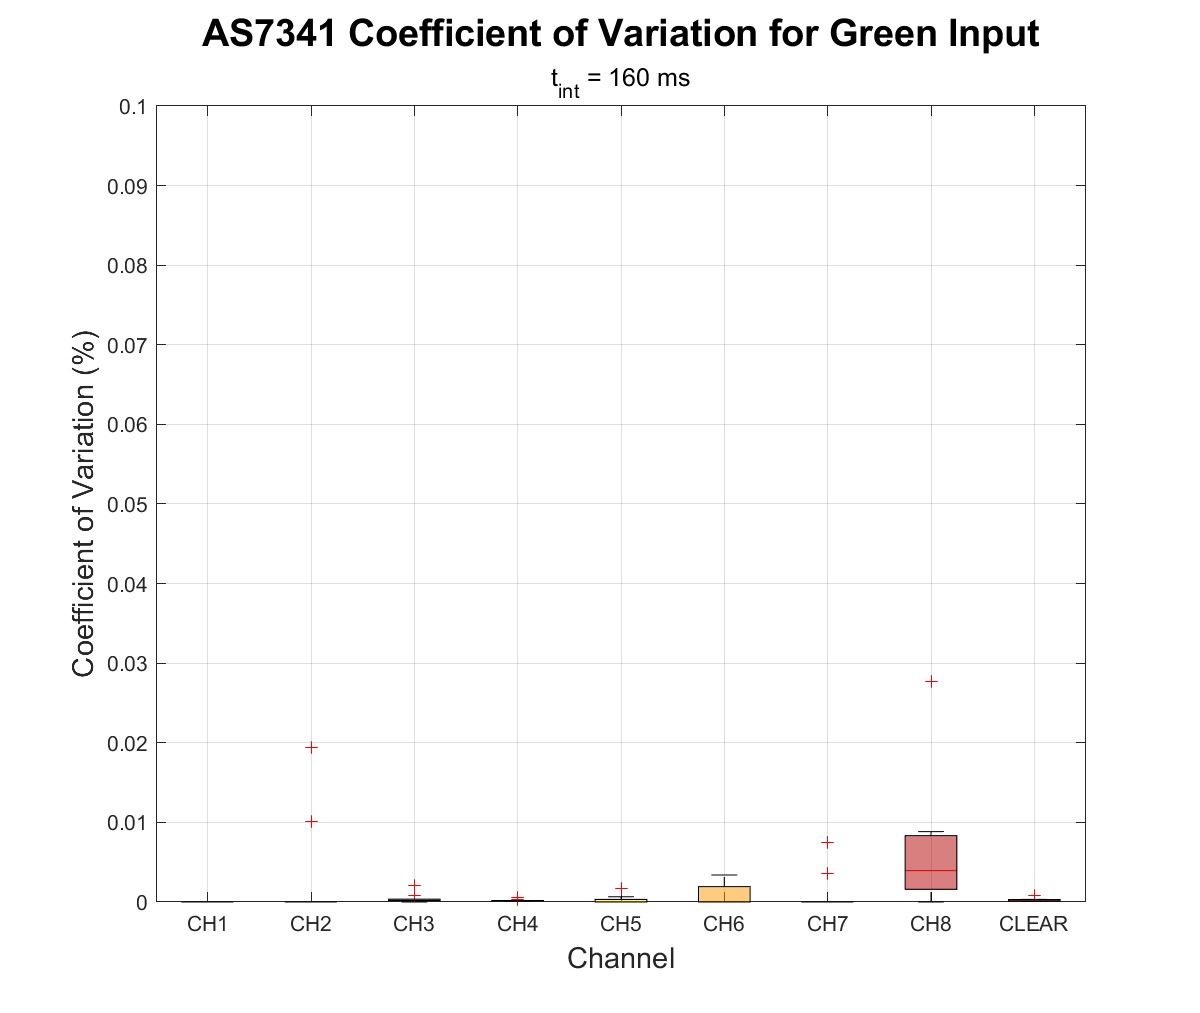 AS7341 Coefficient of Variation for Green Input
t_int = 160 ms
0.1
0.09
0.08
0.07
0.06
0.05
0.04
0.03
0.02
0.01
0
Coefficient of Variation (%)
CH1 CH2 CH3 CH4 CH5 CH6 CH7 CH8 CLEAR
Channel